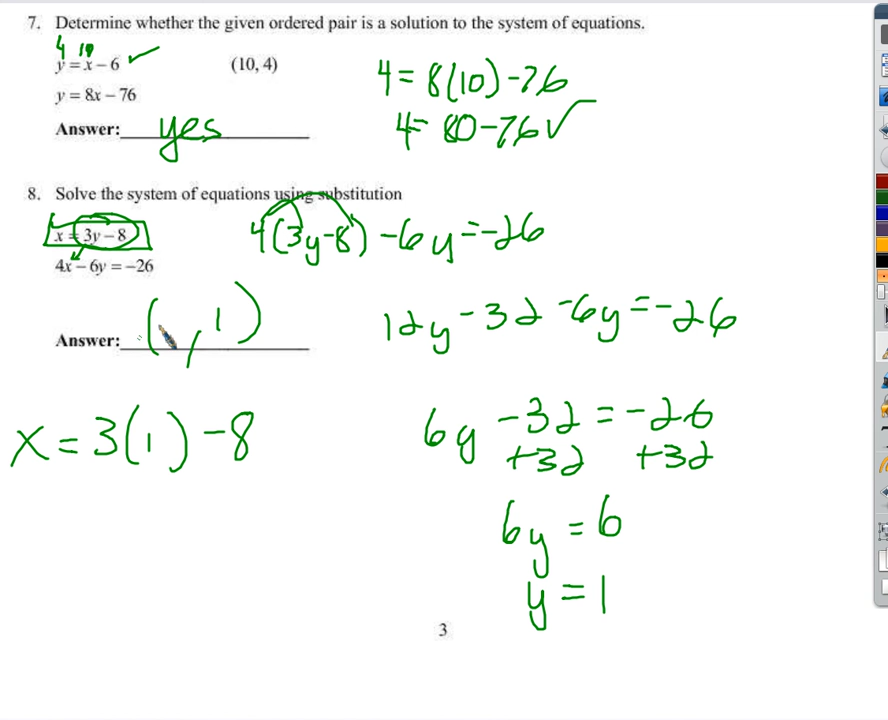 7. Determine whether the given ordered pair is a solution to the system of equations.
4 10
y = x – 6 ✓
(10, 4)
4 = 8(10) - 76
y = 8x – 76
4 = 80 - 76 ✓
Answer: yes
8. Solve the system of equations using substitution
x = 3y – 8
4(3y-8) - 6y = -26
4x – 6y = –26
12y - 32 - 6y = -26
Answer: ( , 1)
x = 3(1) - 8
6y - 32 = -26
+32 +32
6y = 6
y = 1
3